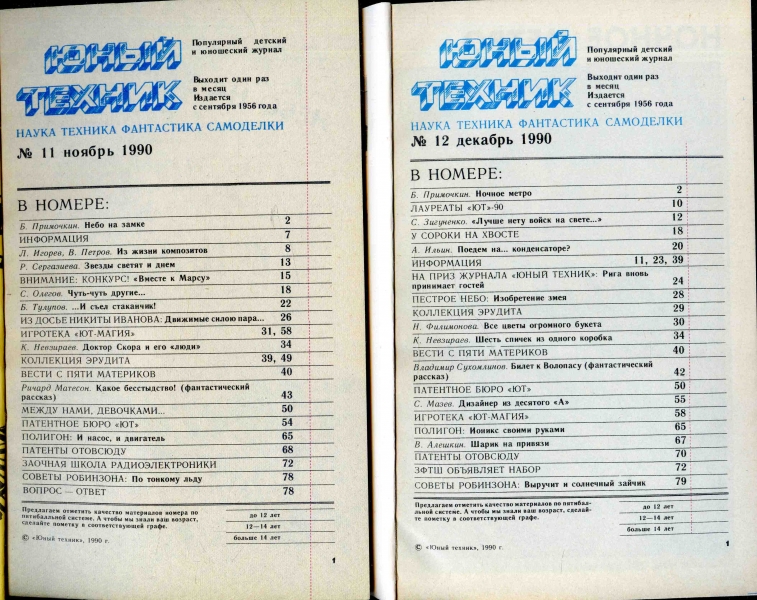 ЮНЫЙ
ТЕХНИК
Популярный детский
и юношеский журнал
Выходит один раз
в месяц
Издается
с сентября 1956 года
НАУКА ТЕХНИКА ФАНТАСТИКА САМОДЕЛКИ
№ 11 ноябрь 1990
В НОМЕРЕ:
Б. Примочкин. Небо на замке 2
ИНФОРМАЦИЯ 7
Л. Игорев, В. Петров. Из жизни композитов 8
Р. Сергазиева. Звезды светят и днем 13
ВНИМАНИЕ: КОНКУРС! «Вместе к Марсу» 15
С. Олегов. Чуть-чуть другие... 18
Б. Тулупов. ...И съел стаканчик! 22
ИЗ ДОСЬЕ НИКИТЫ ИВАНОВА: Движимые силою пара... 26
ИГРОТЕКА «ЮТ-МАГИЯ» 31, 58
К. Невзираев. Доктор Скора и его «люди» 34
КОЛЛЕКЦИЯ ЭРУДИТА 39, 49
ВЕСТИ С ПЯТИ МАТЕРИКОВ 40
Ричард Матесон. Какое бесстыдство! (фантастический
рассказ) 43
МЕЖДУ НАМИ, ДЕВОЧКАМИ... 50
ПАТЕНТНОЕ БЮРО «ЮТ» 54
ПОЛИГОН: И насос, и двигатель 65
ПАТЕНТЫ ОТОВСЮДУ 68
ЗАОЧНАЯ ШКОЛА РАДИОЭЛЕКТРОНИКИ 72
СОВЕТЫ РОБИНЗОНА: По тонкому льду 78
ВОПРОС — ОТВЕТ 78
Предлагаем отметить качество материалов номера по
пятибалльной системе. А чтобы мы знали ваш возраст,
сделайте пометку в соответствующей графе.
до 12 лет
12—14 лет
больше 14 лет
© «Юный техник», 1990 г.
1
ЮНЫЙ
ТЕХНИК
Популярный детский
и юношеский журнал
Выходит один раз
в месяц
Издается
с сентября 1956 года
НАУКА ТЕХНИКА ФАНТАСТИКА САМОДЕЛКИ
№ 12 декабрь 1990
В НОМЕРЕ:
Б. Примочкин. Ночное метро 2
ЛАУРЕАТЫ «ЮТ»-90 10
С. Зигуненко. «Лучше нету войск на свете...» 12
У СОРОКИ НА ХВОСТЕ 18
А. Ильин. Поедем на... конденсаторе? 20
ИНФОРМАЦИЯ 11, 23, 39
НА ПРИЗ ЖУРНАЛА «ЮНЫЙ ТЕХНИК»: Рига вновь
принимает гостей 24
ПЕСТРОЕ НЕБО: Изобретение змея 28
КОЛЛЕКЦИЯ ЭРУДИТА 29
Н. Филимонова. Все цветы огромного букета 30
К. Невзираев. Шесть спичек из одного коробка 34
ВЕСТИ С ПЯТИ МАТЕРИКОВ 40
Владимир Сухомлинов. Билет к Волопасу (фантастический
рассказ) 42
ПАТЕНТНОЕ БЮРО «ЮТ» 50
С. Мазев. Дизайнер из десятого «А» 55
ИГРОТЕКА «ЮТ-МАГИЯ» 58
ПОЛИГОН: Ионикс своими руками 65
В. Алешкин. Шарик на привязи 67
ПАТЕНТЫ ОТОВСЮДУ 70
ЗФТШ ОБЪЯВЛЯЕТ НАБОР 72
СОВЕТЫ РОБИНЗОНА: Выручит и солнечный зайчик 79
Предлагаем отметить качество материалов по пятибал-
льной системе. А чтобы мы знали ваш возраст, сделай-
те пометку в соответствующей графе.
до 12 лет
12—14 лет
больше 14 лет
© «Юный техник», 1990 г.
1